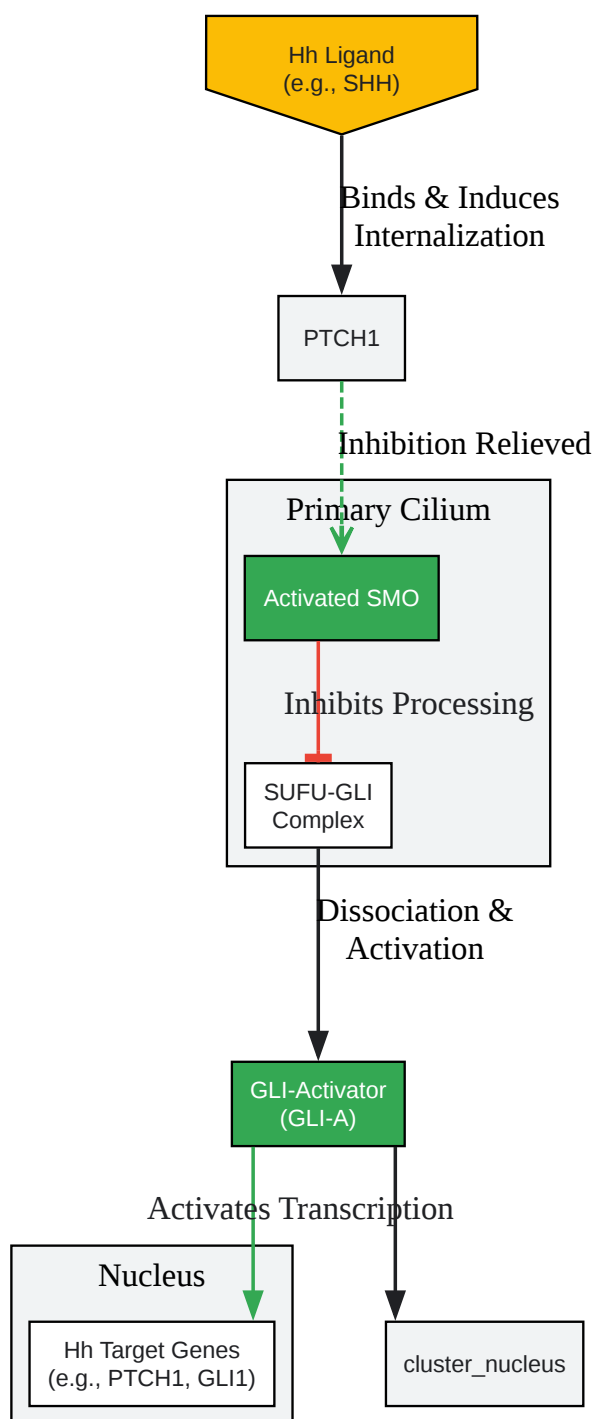 Hh Ligand
(e.g., SHH)
Binds & Induces
Internalization
PTCH1
Inhibition Relieved
Primary Cilium
Activated SMO
Inhibits Processing
SUFU-GLI
Complex
Dissociation &
Activation
GLI-Activator
(GLI-A)
Activates Transcription
Nucleus
Hh Target Genes
(e.g., PTCH1, GLI1)
cluster_nucleus